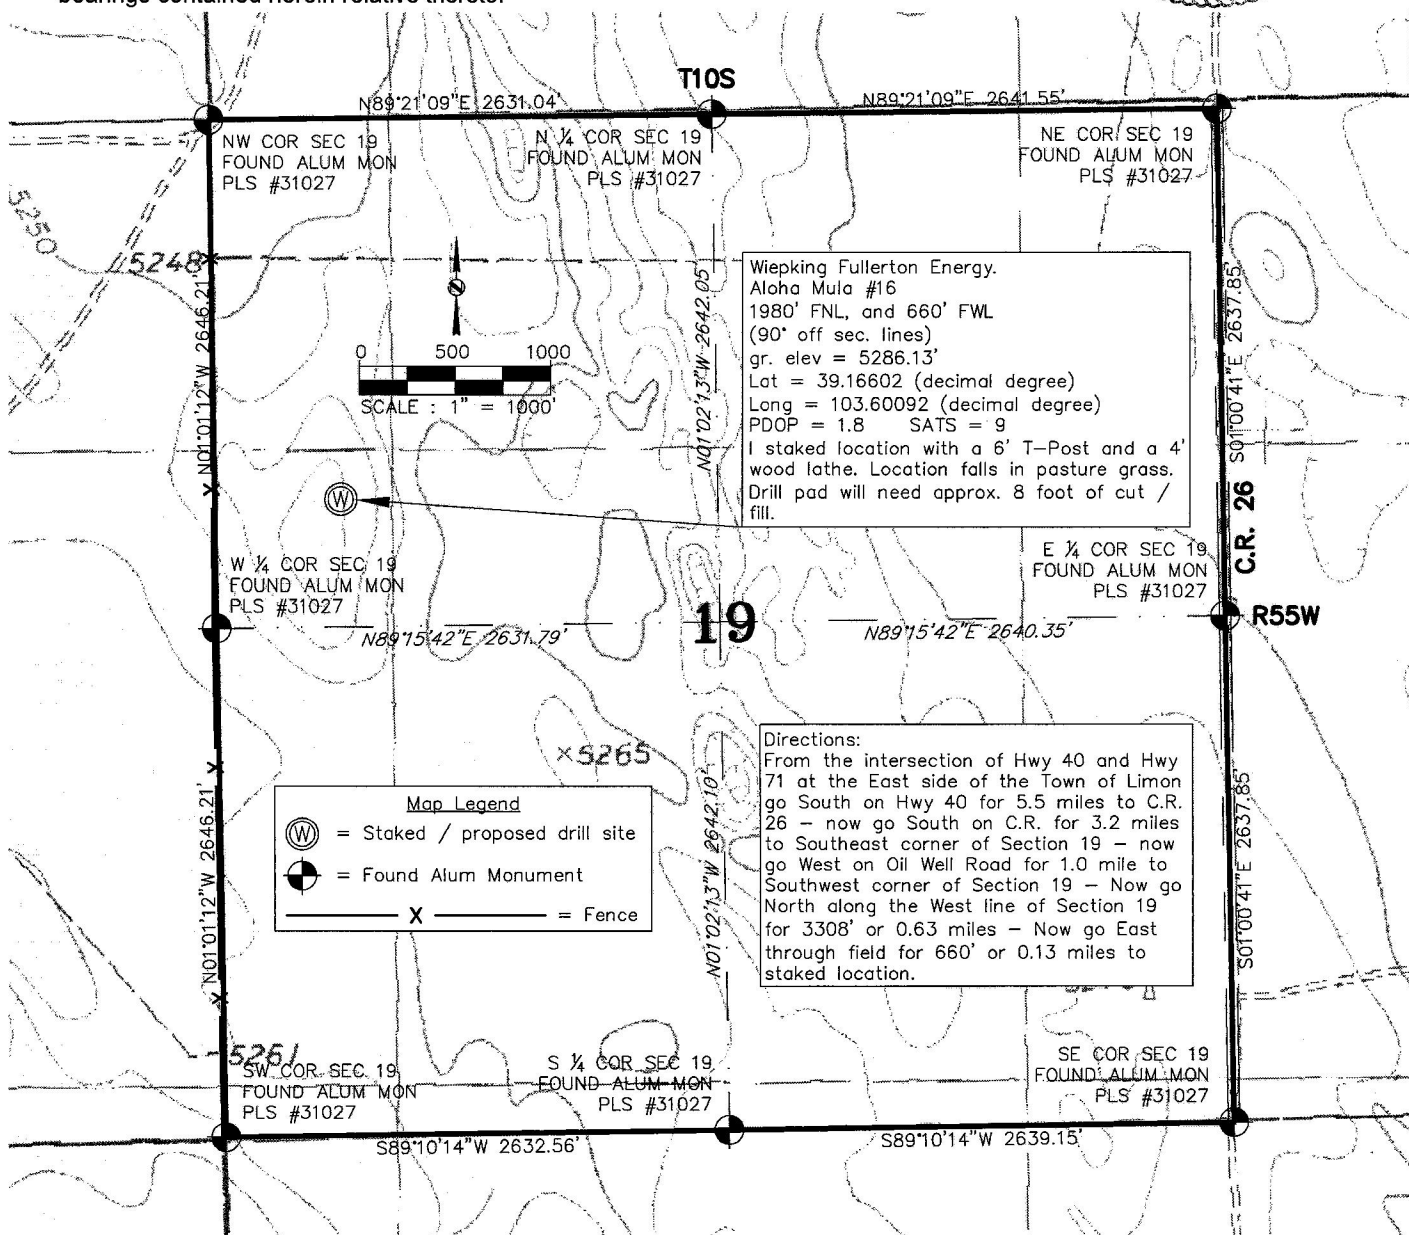 bearings contained herein relative thereto.
T10S
N89°21'09"E 2631.04'
N89°21'09"E 2641.55'
NW COR SEC 19
FOUND ALUM MON
PLS #31027
N ¼ COR SEC 19
FOUND ALUM MON
PLS #31027
NE COR SEC 19
FOUND ALUM MON
PLS #31027
5250
5248
N01°01'12"W 2646.21'
N01°02'13"W 2642.05'
S01°00'41"E 2637.85'
0 500 1000
SCALE : 1" = 1000'
Wiepking Fullerton Energy.
Aloha Mula #16
1980' FNL, and 660' FWL
(90° off sec. lines)
gr. elev = 5286.13'
Lat = 39.16602 (decimal degree)
Long = 103.60092 (decimal degree)
PDOP = 1.8 SATS = 9
I staked location with a 6' T-Post and a 4'
wood lathe. Location falls in pasture grass.
Drill pad will need approx. 8 foot of cut /
fill.
X
X
W
C.R. 26
W ¼ COR SEC 19
FOUND ALUM MON
PLS #31027
E ¼ COR SEC 19
FOUND ALUM MON
PLS #31027
19
R55W
N89°15'42"E 2631.79'
N89°15'42"E 2640.35'
×5265
X
X
N01°01'12"W 2646.21'
N01°02'13"W 2642.10'
S01°00'41"E 2637.85'
Map Legend
W = Staked / proposed drill site
= Found Alum Monument
X = Fence
Directions:
From the intersection of Hwy 40 and Hwy
71 at the East side of the Town of Limon
go South on Hwy 40 for 5.5 miles to C.R.
26 – now go South on C.R. for 3.2 miles
to Southeast corner of Section 19 – now
go West on Oil Well Road for 1.0 mile to
Southwest corner of Section 19 – Now go
North along the West line of Section 19
for 3308' or 0.63 miles – Now go East
through field for 660' or 0.13 miles to
staked location.
5261
SW COR SEC 19
FOUND ALUM MON
PLS #31027
S ¼ COR SEC 19
FOUND ALUM MON
PLS #31027
SE COR SEC 19
FOUND ALUM MON
PLS #31027
S89°10'14"W 2632.56'
S89°10'14"W 2639.15'